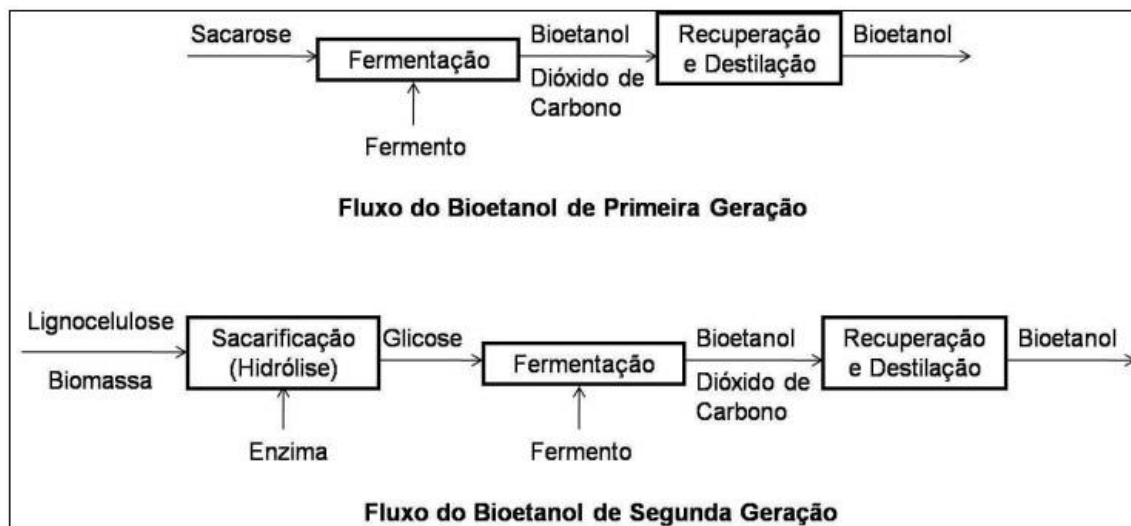 Sacarose
Fermentação
Bioetanol
Dióxido de
Carbono
Recuperação
e Destilação
Bioetanol
Fermento
Fluxo do Bioetanol de Primeira Geração
Lignocelulose
Biomassa
Sacarificação
(Hidrólise)
Glicose
Fermentação
Bioetanol
Dióxido de
Carbono
Recuperação
e Destilação
Bioetanol
Enzima
Fermento
Fluxo do Bioetanol de Segunda Geração